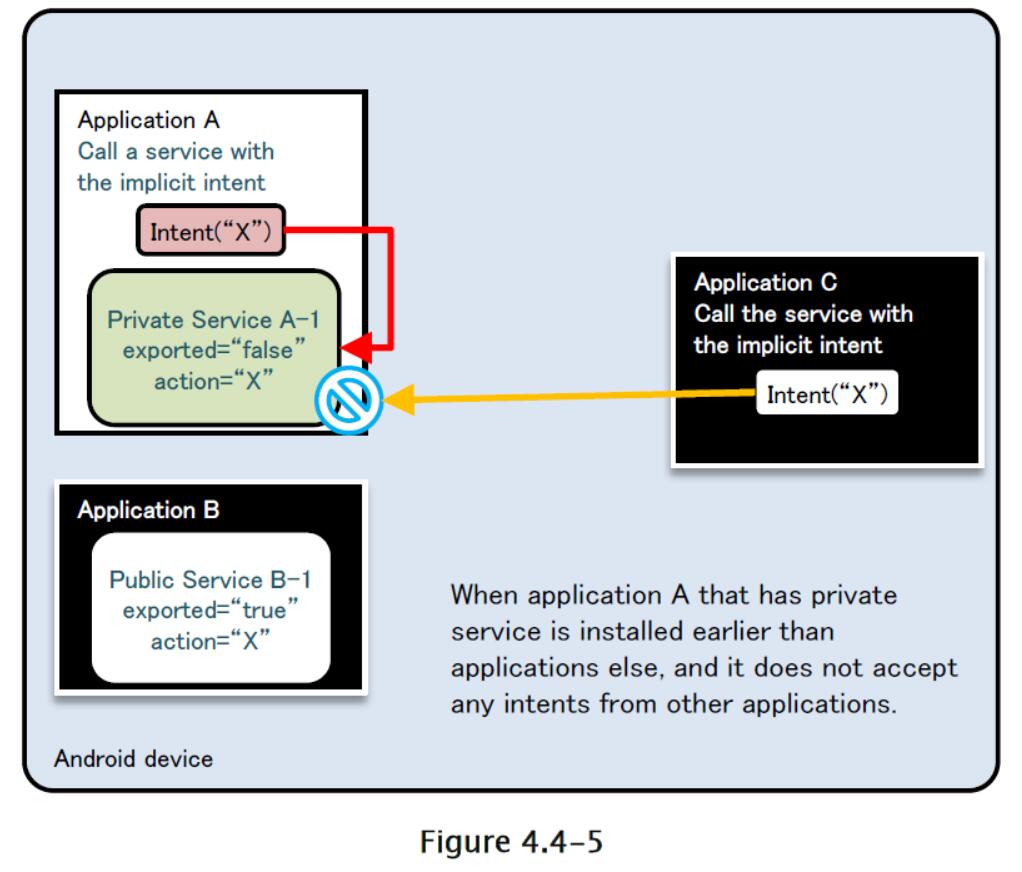 Application A
Call a service with
the implicit intent
Intent(“X”)
Private Service A-1
exported=“false”
action=“X”
Application C
Call the service with
the implicit intent
Intent(“X”)
Application B
Public Service B-1
exported=“true”
action=“X”
When application A that has private
service is installed earlier than
applications else, and it does not accept
any intents from other applications.
Android device
Figure 4.4-5